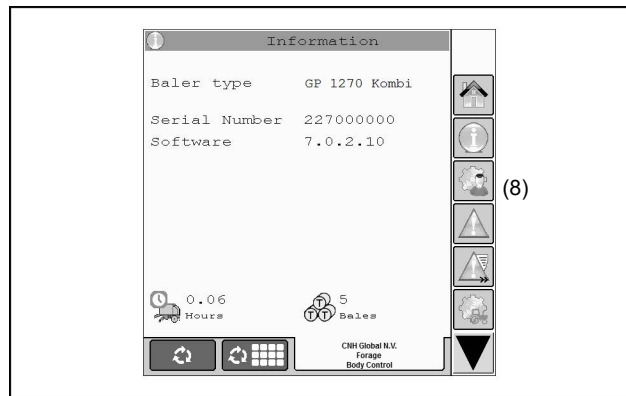 Information
Baler type GP 1270 Kombi
Serial Number 227000000
Software 7.0.2.10
(8)
0.06
Hours
5
Bales
T
T T
CNH Global N.V.
Forage
Body Control